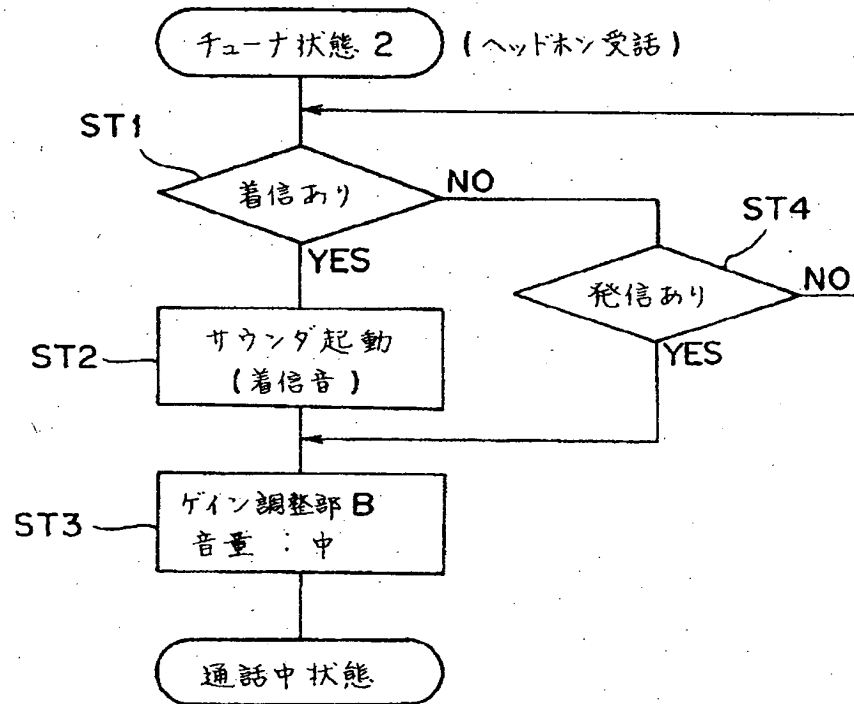 チューナ状態 2 (ヘッドホン受話)
ST1
着信あり
NO
ST4
YES
発信あり
NO
サウンダ起動
ST2
YES
(着信音)
ゲイン調整部 B
ST3
音量 : 中
通話中状態